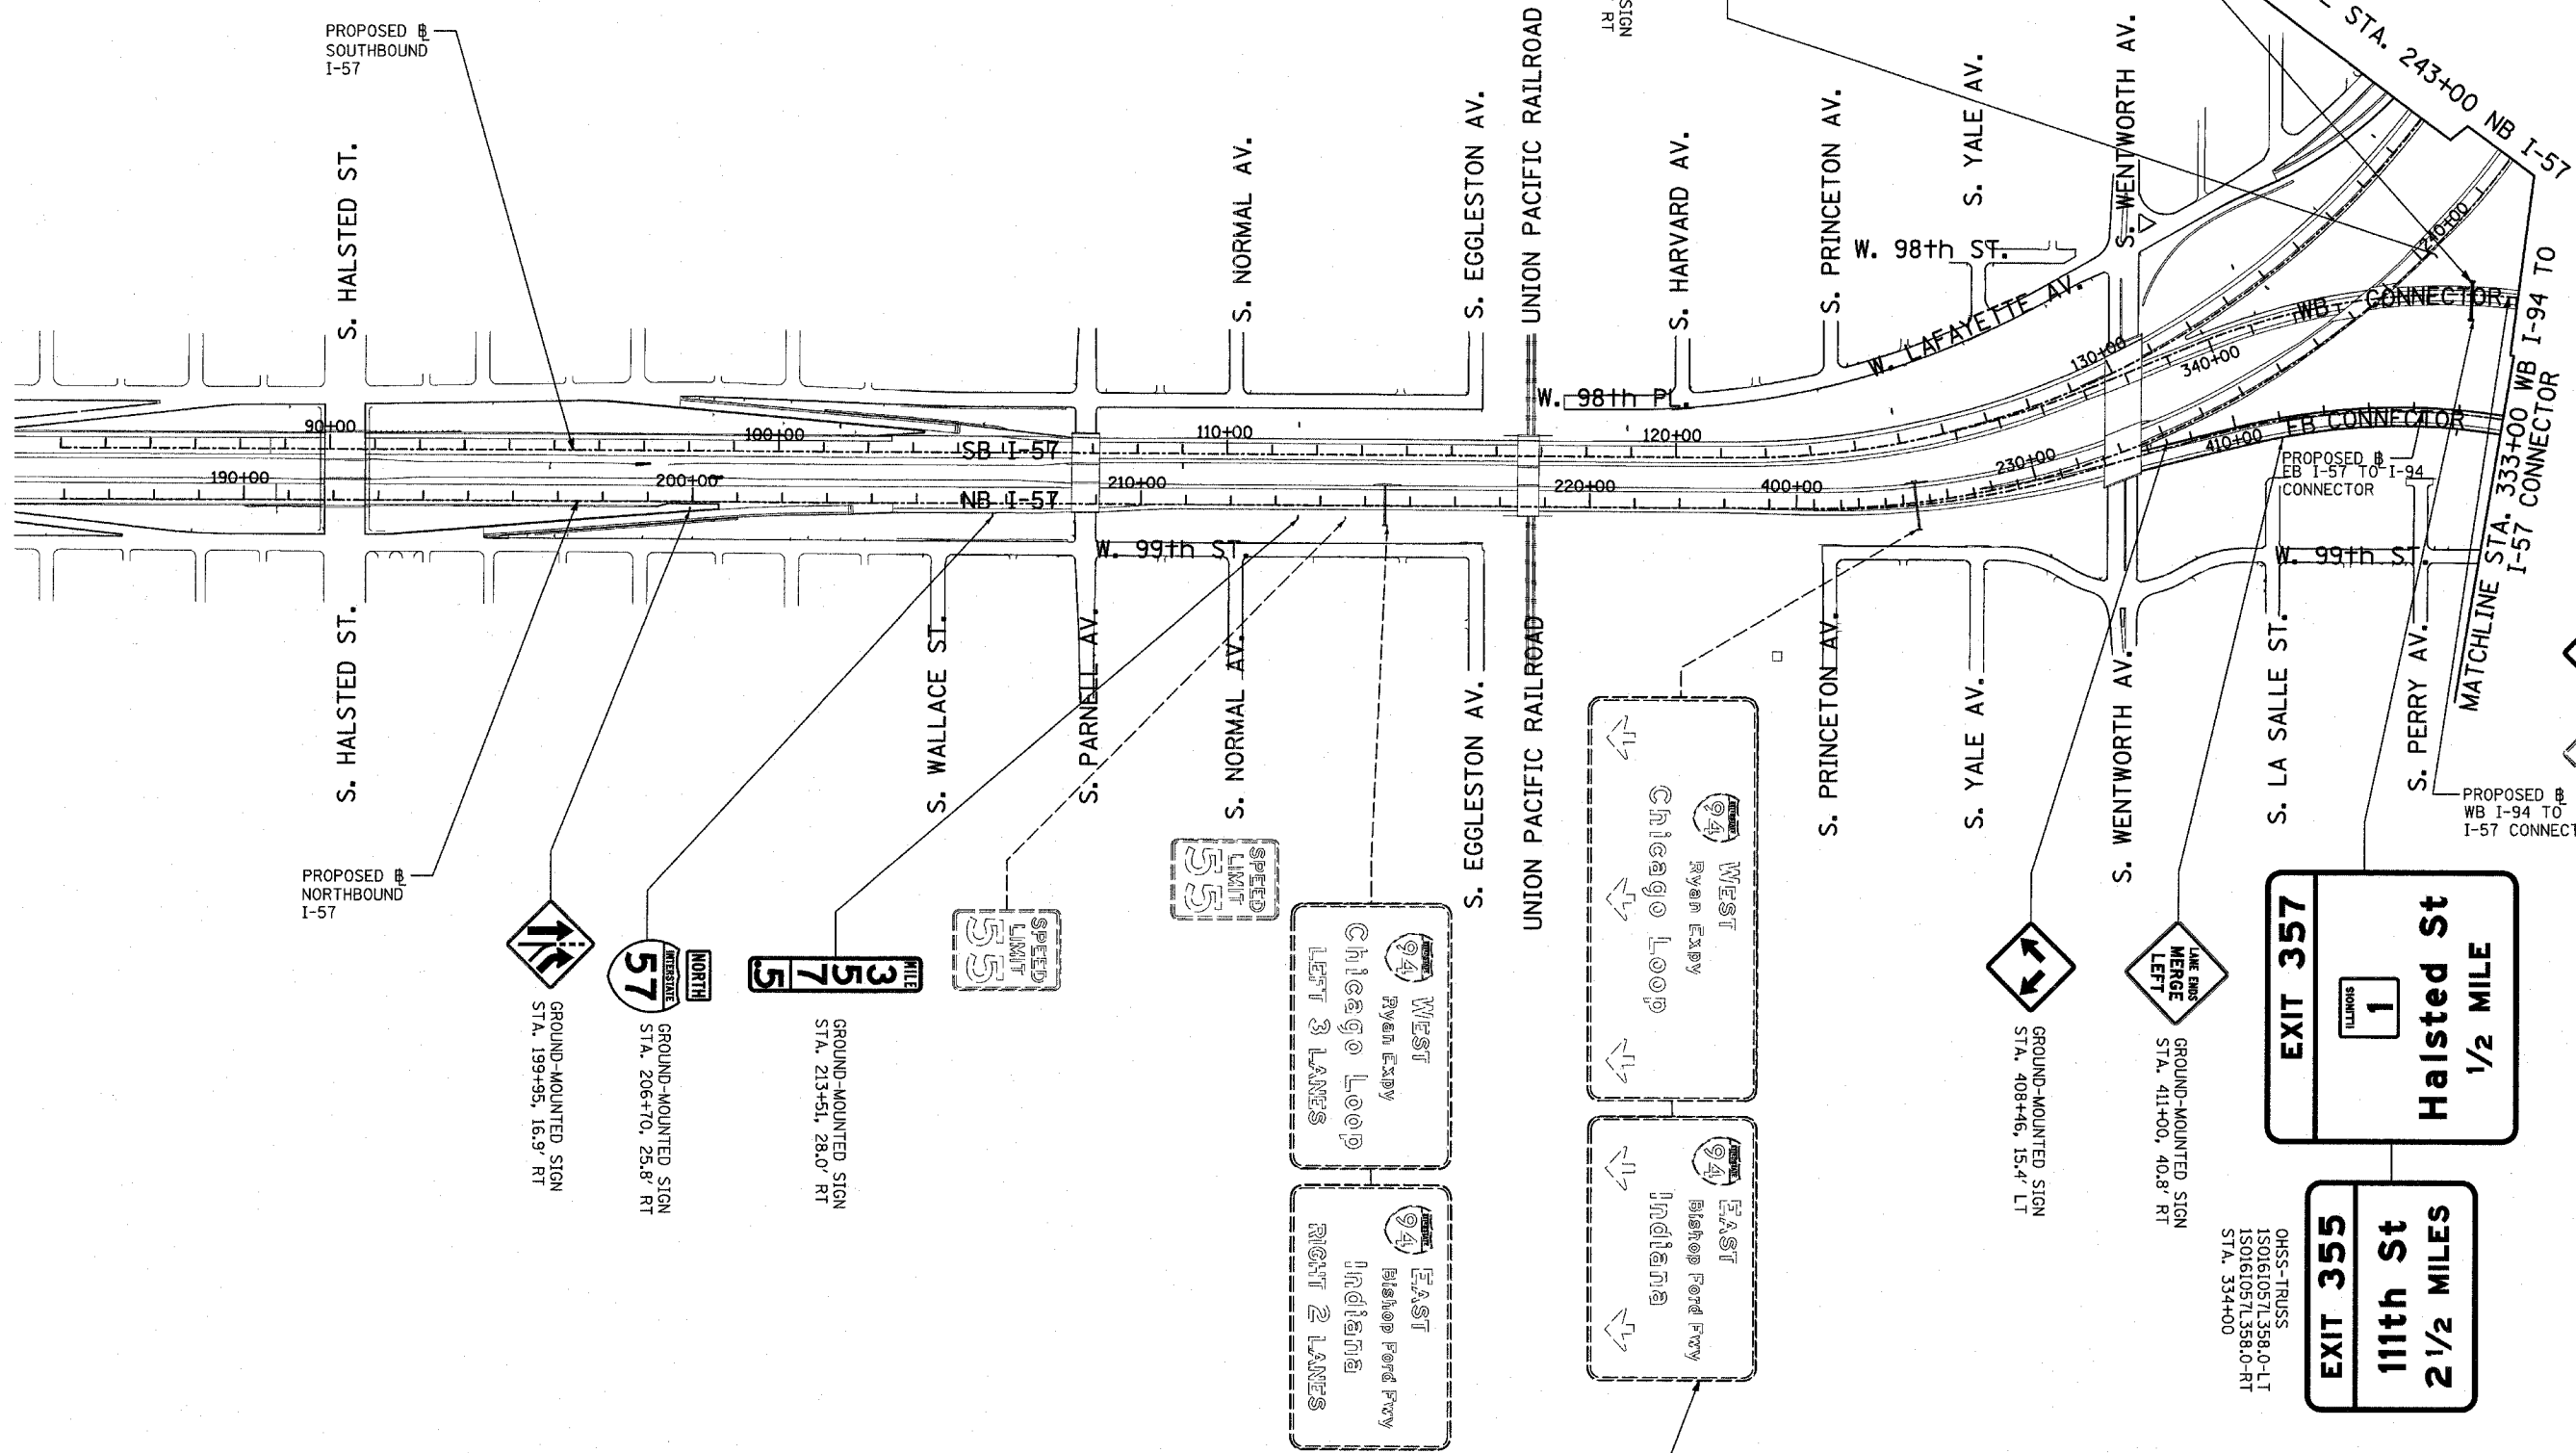 PROPOSED ℄
SOUTHBOUND
I-57
S. HALSTED ST.
S. NORMAL AV.
S. EGGLESTON AV.
UNION PACIFIC RAILROAD
SIGN
RT
S. HARVARD AV.
S. PRINCETON AV.
S. YALE AV.
S. WENTWORTH AV.
STA. 243+00 NB I-57
W. 98th ST.
W. LAFAYETTE AV.
W. 98th PL.
90+00
100+00
SB I-57
110+00
120+00
130+00
340+00
240+00
WB CONNECTOR
190+00
200+00
NB I-57
210+00
220+00
400+00
230+00
410+00
EB CONNECTOR
PROPOSED ℄
EB I-57 TO I-94
CONNECTOR
W. 99th ST.
W. 99th ST.
MATCHLINE STA. 333+00 WB I-94 TO
I-57 CONNECTOR
S. HALSTED ST.
S. WALLACE ST.
S. PARNELL AV.
S. NORMAL AV.
S. EGGLESTON AV.
UNION PACIFIC RAILROAD
S. PRINCETON AV.
S. YALE AV.
S. WENTWORTH AV.
S. LA SALLE ST.
S. PERRY AV.
PROPOSED ℄
WB I-94 TO
I-57 CONNECT
PROPOSED ℄
NORTHBOUND
I-57
GROUND-MOUNTED SIGN
STA. 199+95, 16.9' RT
NORTH
INTERSTATE
57
GROUND-MOUNTED SIGN
STA. 206+70, 25.8' RT
MILE
357
.5
GROUND-MOUNTED SIGN
STA. 213+51, 28.0' RT
SPEED
LIMIT
55
SPEED
LIMIT
55
94 WEST
Ryan Expy
Chicago Loop
LEFT 3 LANES
94 EAST
Bishop Ford Fwy
Indiana
RIGHT 2 LANES
94 WEST
Ryan Expy
Chicago Loop
94 EAST
Bishop Ford Fwy
Indiana
GROUND-MOUNTED SIGN
STA. 408+46, 15.4' LT
LANE ENDS
MERGE
LEFT
GROUND-MOUNTED SIGN
STA. 411+00, 40.8' RT
EXIT 357
ILLINOIS
1
Halsted St
1/2 MILE
EXIT 355
111th St
2 1/2 MILES
OHSS-TRUSS
1S016I057L358.0-LT
1S016I057L358.0-RT
STA. 334+00